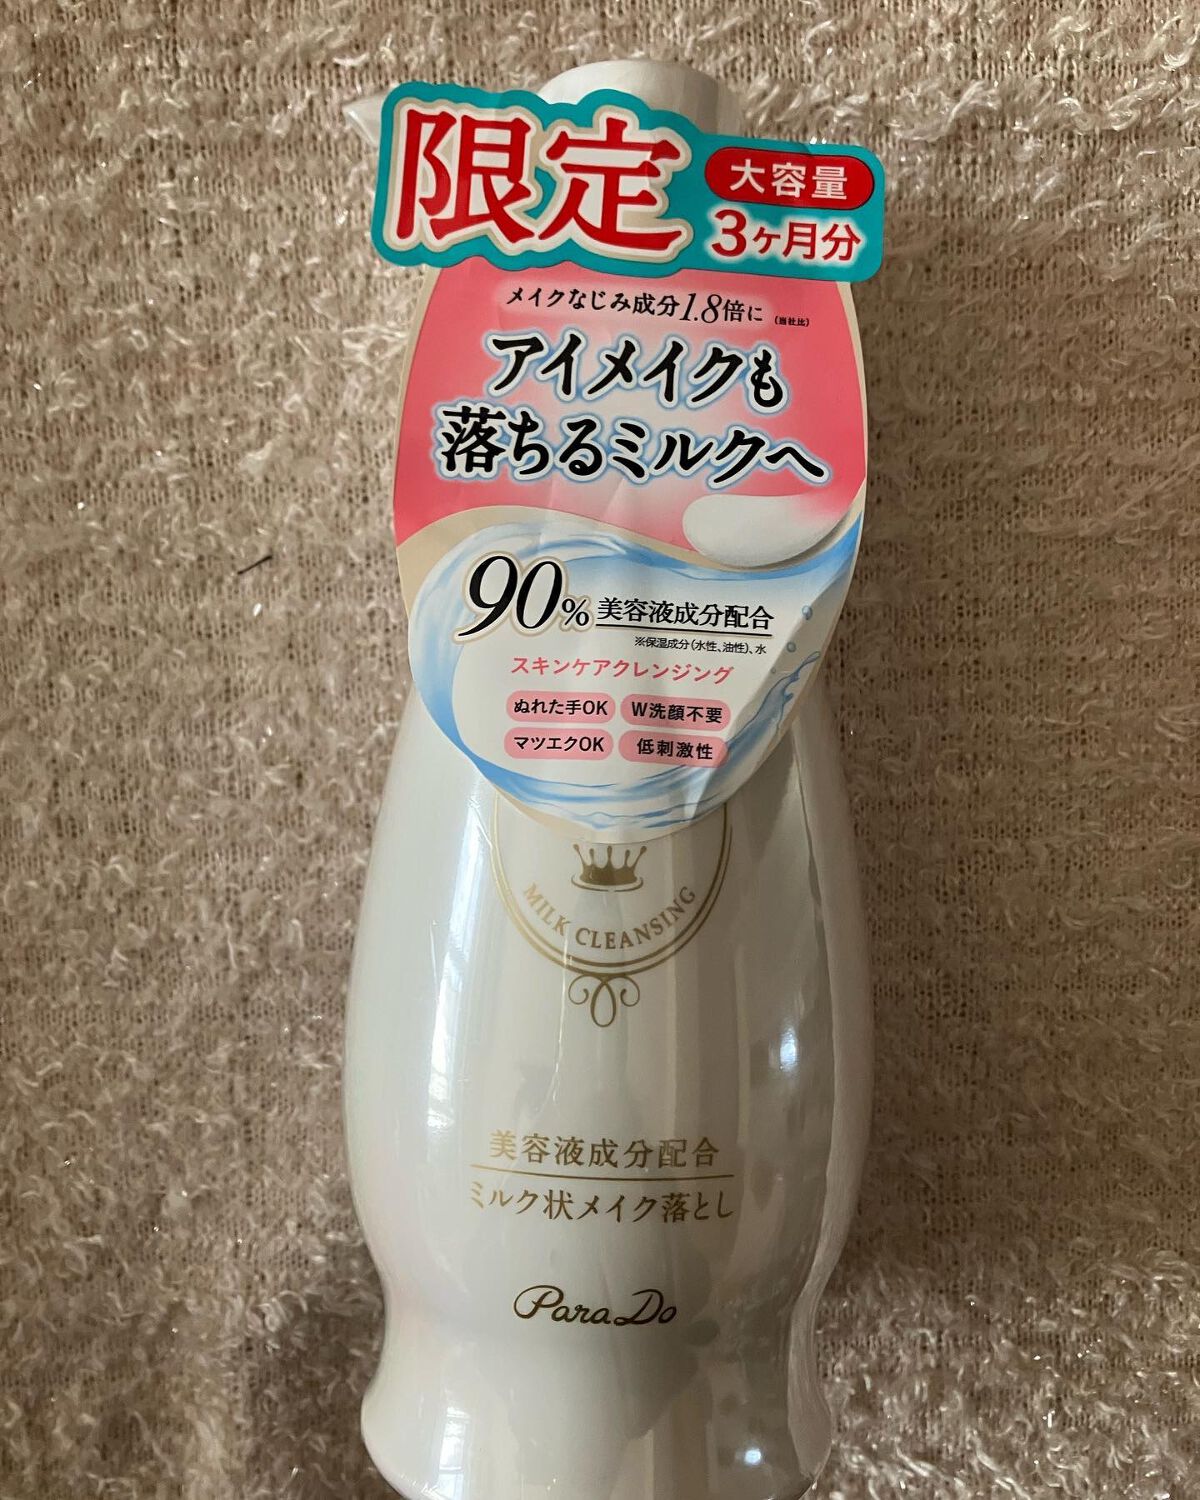 限定
大容量
3ヶ月分
メイクなじみ成分1.8倍に (当社比)
アイメイクも
落ちるミルクへ
90%美容液成分配合
※保湿成分(水性、油性)、水
スキンケアクレンジング
ぬれた手OK W洗顔不要
マツエクOK 低刺激性
MILK CLEANSING
美容液成分配合
ミルク状メイク落とし
ParaDo